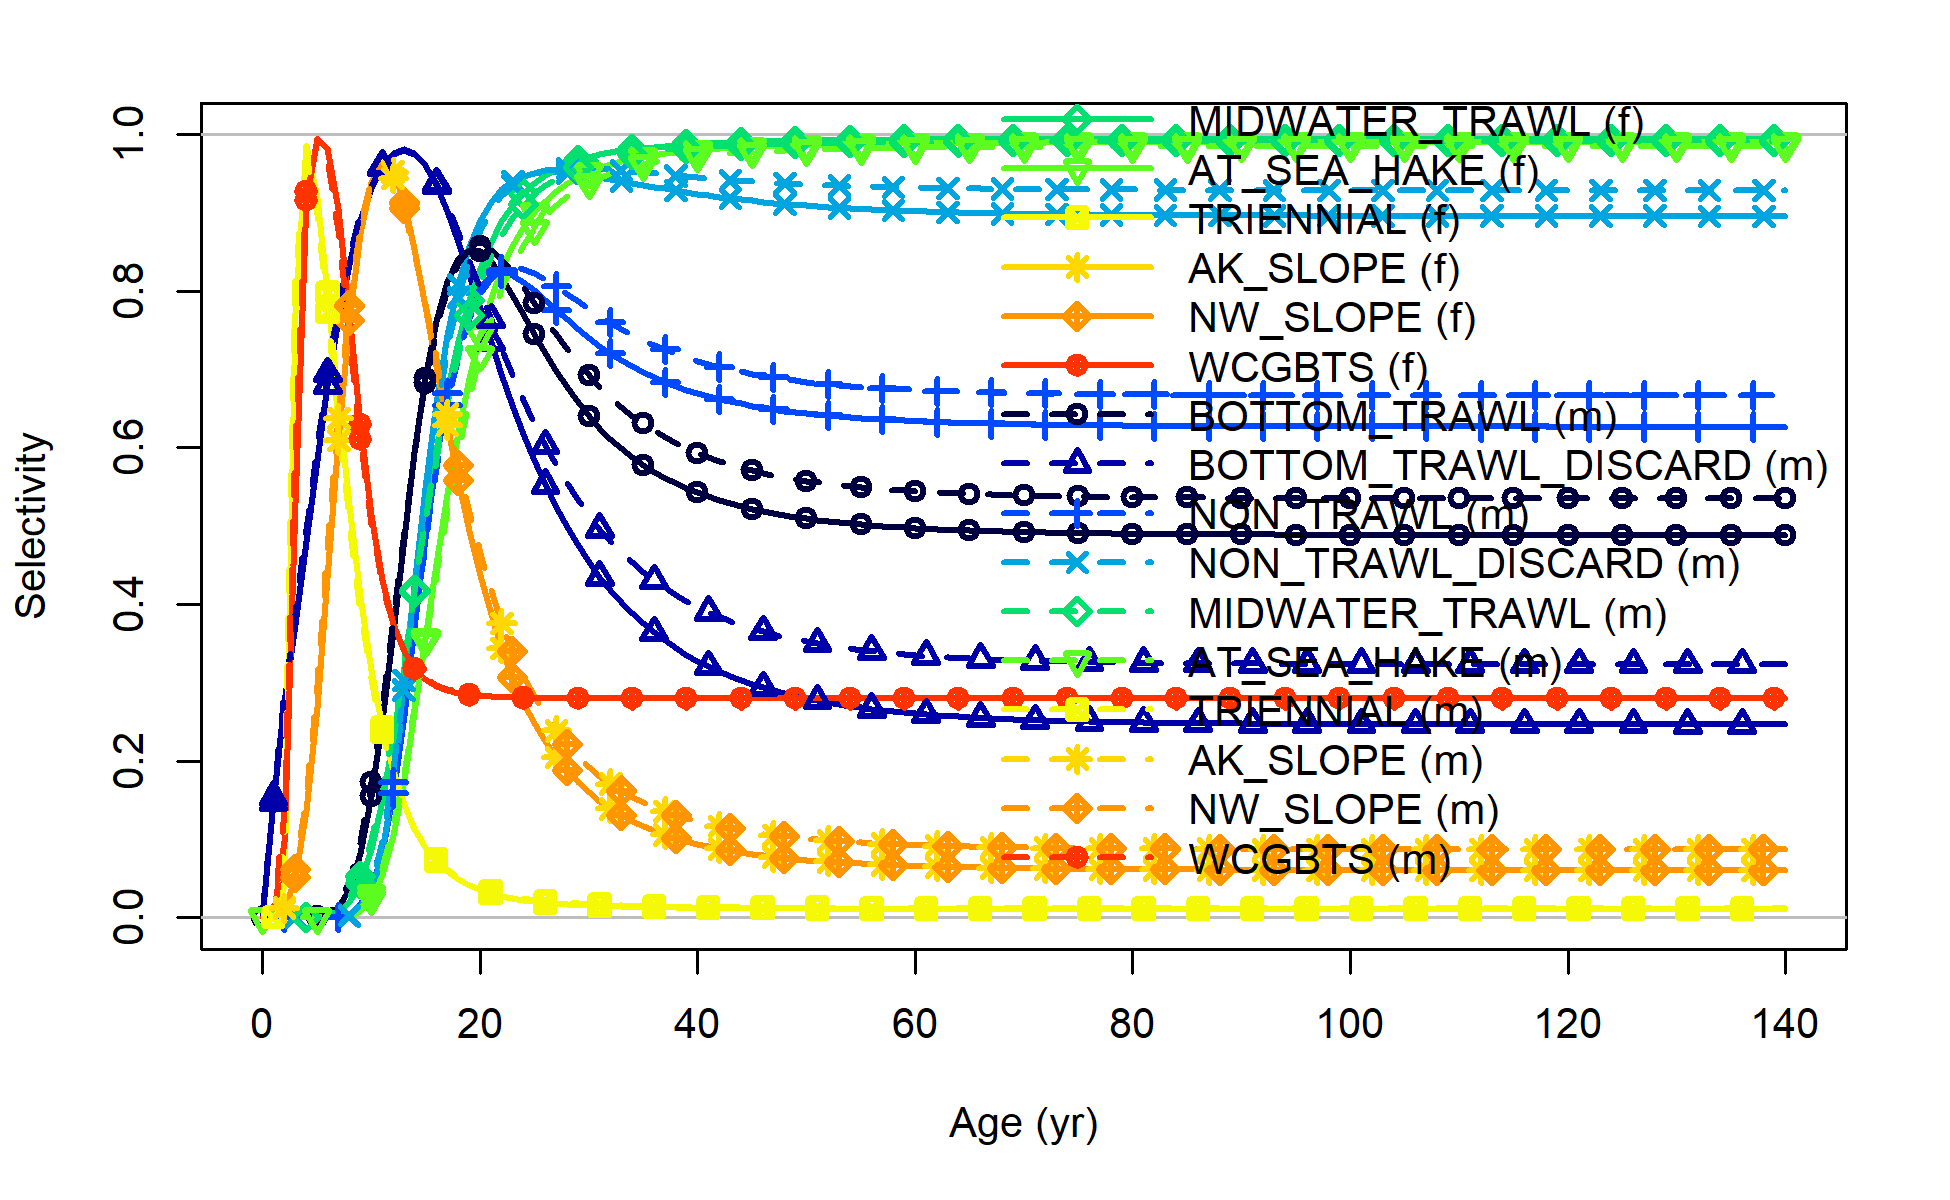 MIDWATER_TRAWL (f)
AT_SEA_HAKE (f)
TRIENNIAL (f)
AK_SLOPE (f)
NW_SLOPE (f)
WCGBTS (f)
BOTTOM_TRAWL (m)
BOTTOM_TRAWL_DISCARD (m)
NON_TRAWL (m)
NON_TRAWL_DISCARD (m)
MIDWATER_TRAWL (m)
AT_SEA_HAKE (m)
TRIENNIAL (m)
AK_SLOPE (m)
NW_SLOPE (m)
WCGBTS (m)
Selectivity
1.0
0.8
0.6
0.4
0.2
0.0
0 20 40 60 80 100 120 140
Age (yr)